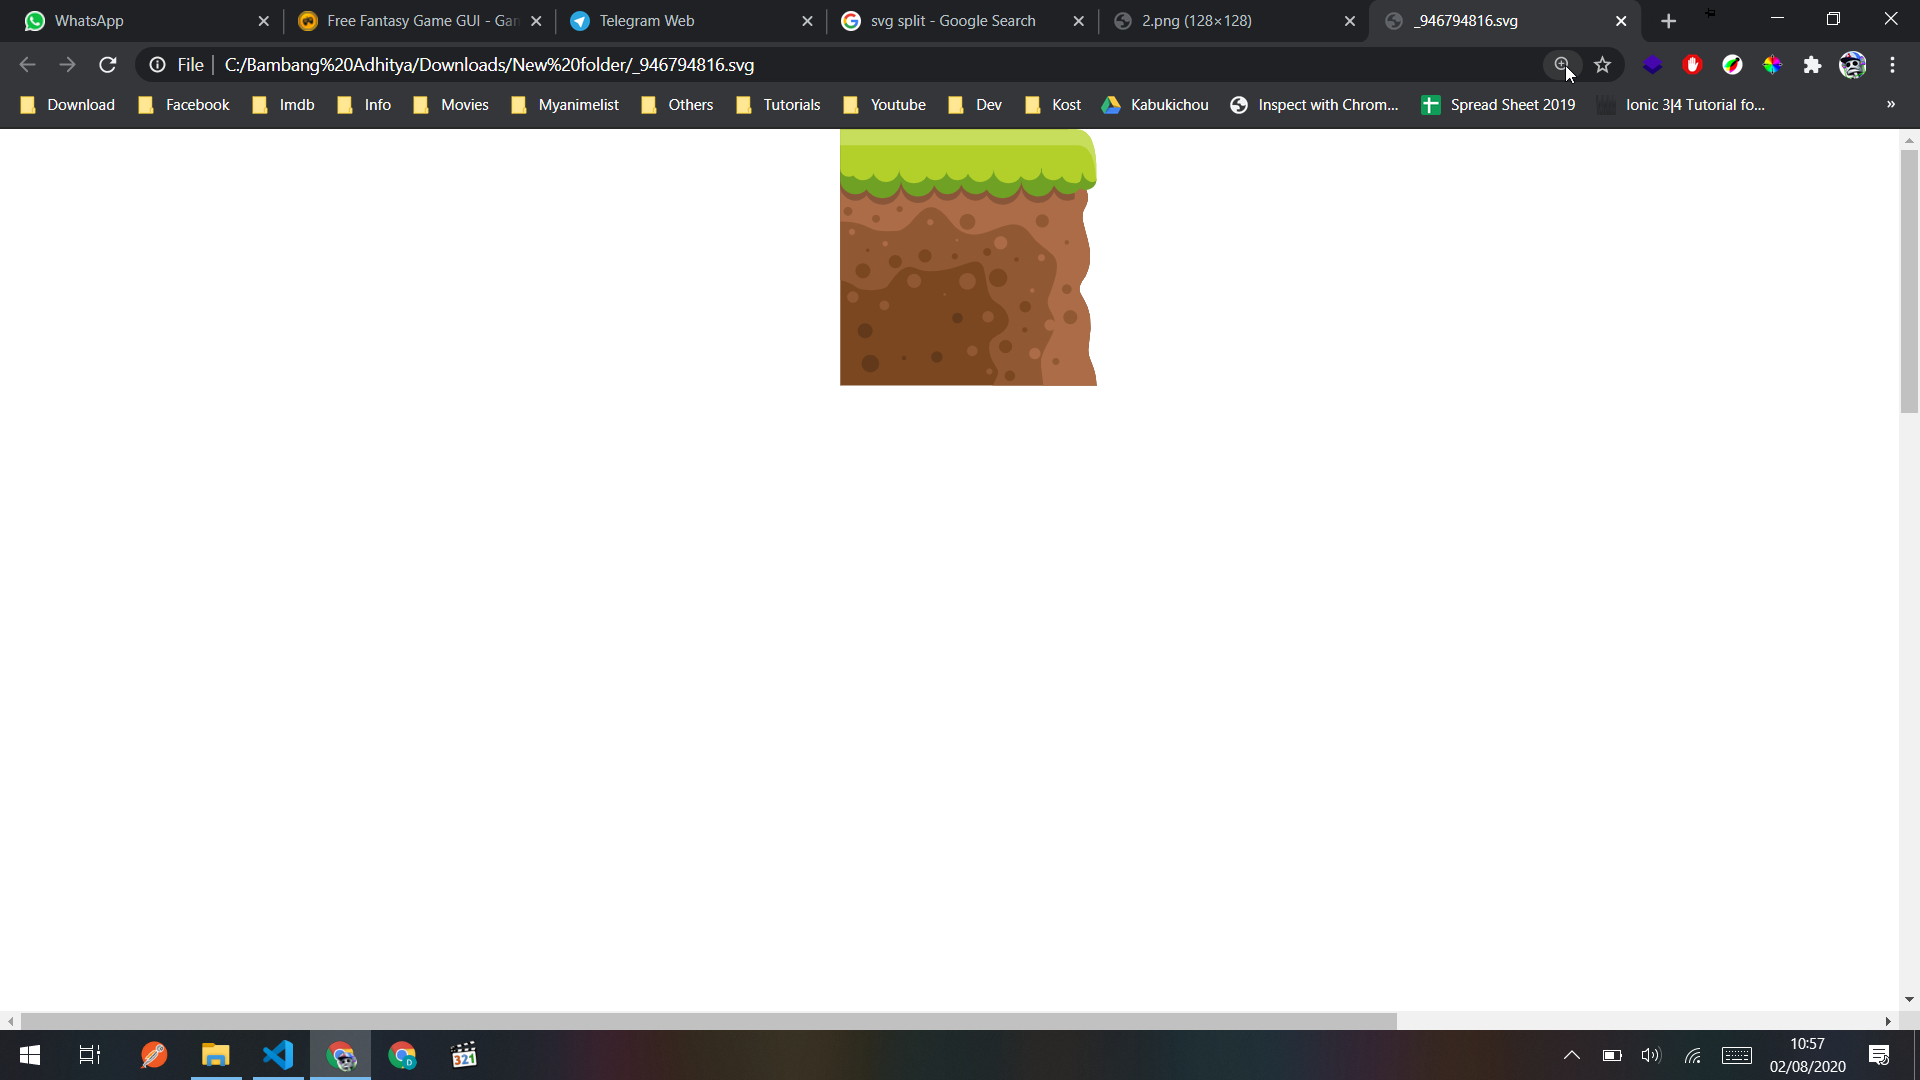 WhatsApp
Free Fantasy Game GUI - Gan
Telegram Web
svg split - Google Search
2.png (128×128)
_946794816.svg
File
C:/Bambang%20Adhitya/Downloads/New%20folder/_946794816.svg
Download
Facebook
Imdb
Info
Movies
Myanimelist
Others
Tutorials
Youtube
Dev
Kost
Kabukichou
Inspect with Chrom...
Spread Sheet 2019
Ionic 3|4 Tutorial fo...
»
D
321
10:57
02/08/2020